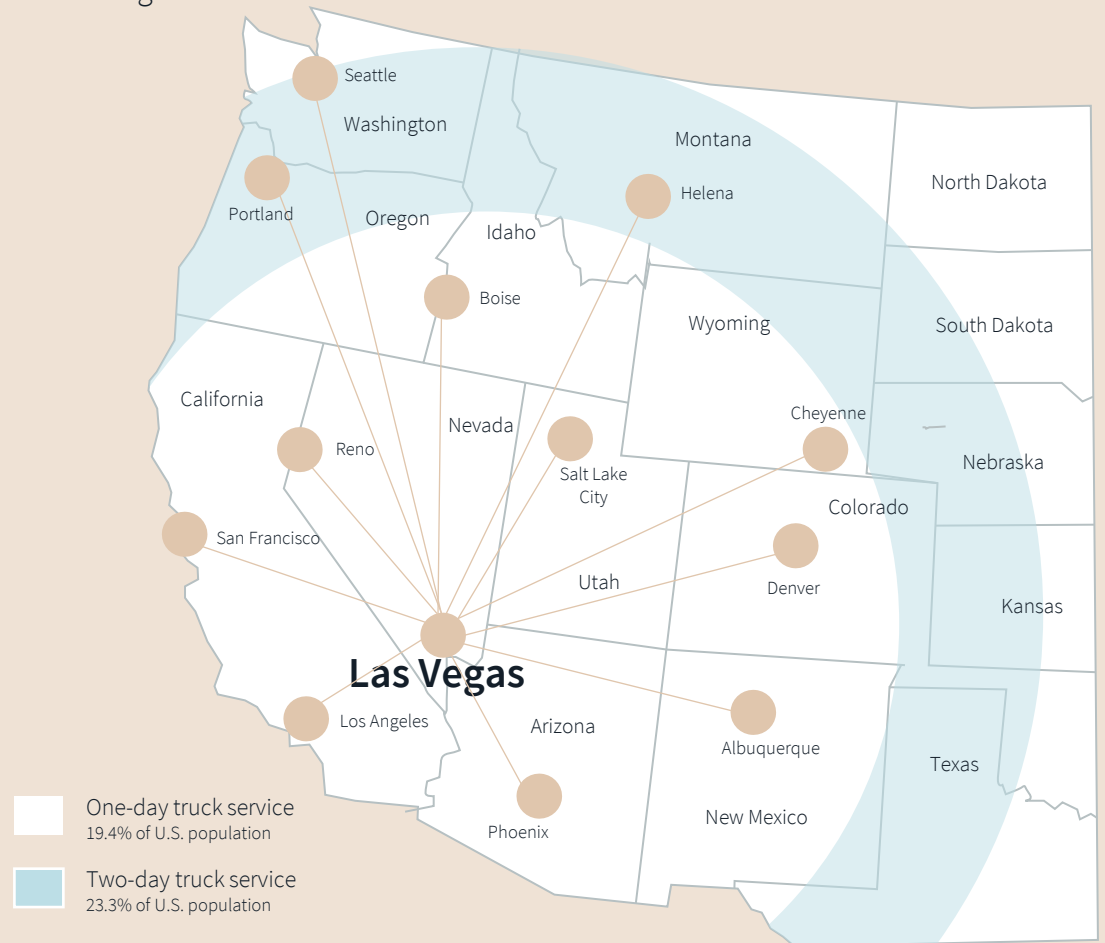 Seattle
Washington
Montana
North Dakota
Helena
Portland
Oregon
Idaho
Boise
Wyoming
South Dakota
California
Cheyenne
Nevada
Reno
Salt Lake
City
Nebraska
Colorado
San Francisco
Utah
Denver
Kansas
Las Vegas
Los Angeles
Arizona
Albuquerque
Texas
New Mexico
Phoenix
One-day truck service
19.4% of U.S. population
Two-day truck service
23.3% of U.S. population